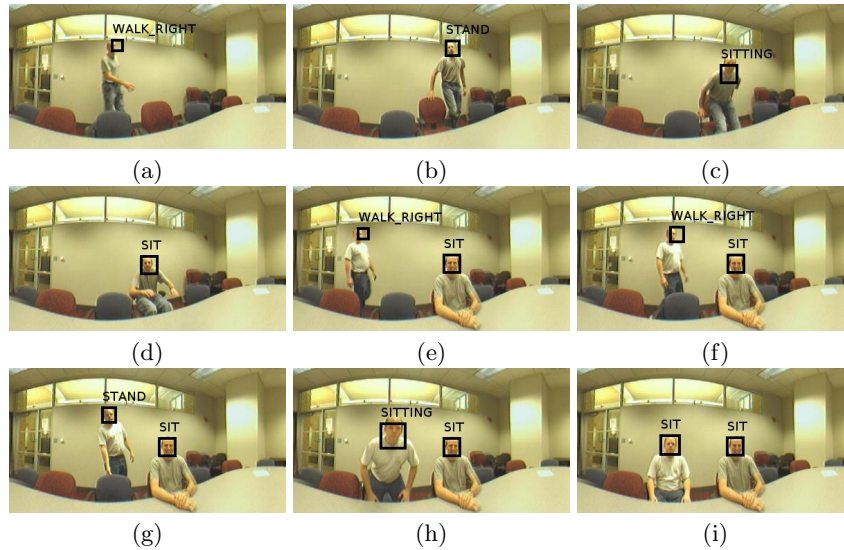 WALK_RIGHT
STAND
SITTING
(a)
(b)
(c)
SIT
WALK_RIGHT
SIT
WALK_RIGHT
SIT
(d)
(e)
(f)
STAND
SIT
SITTING
SIT
SIT
SIT
(g)
(h)
(i)